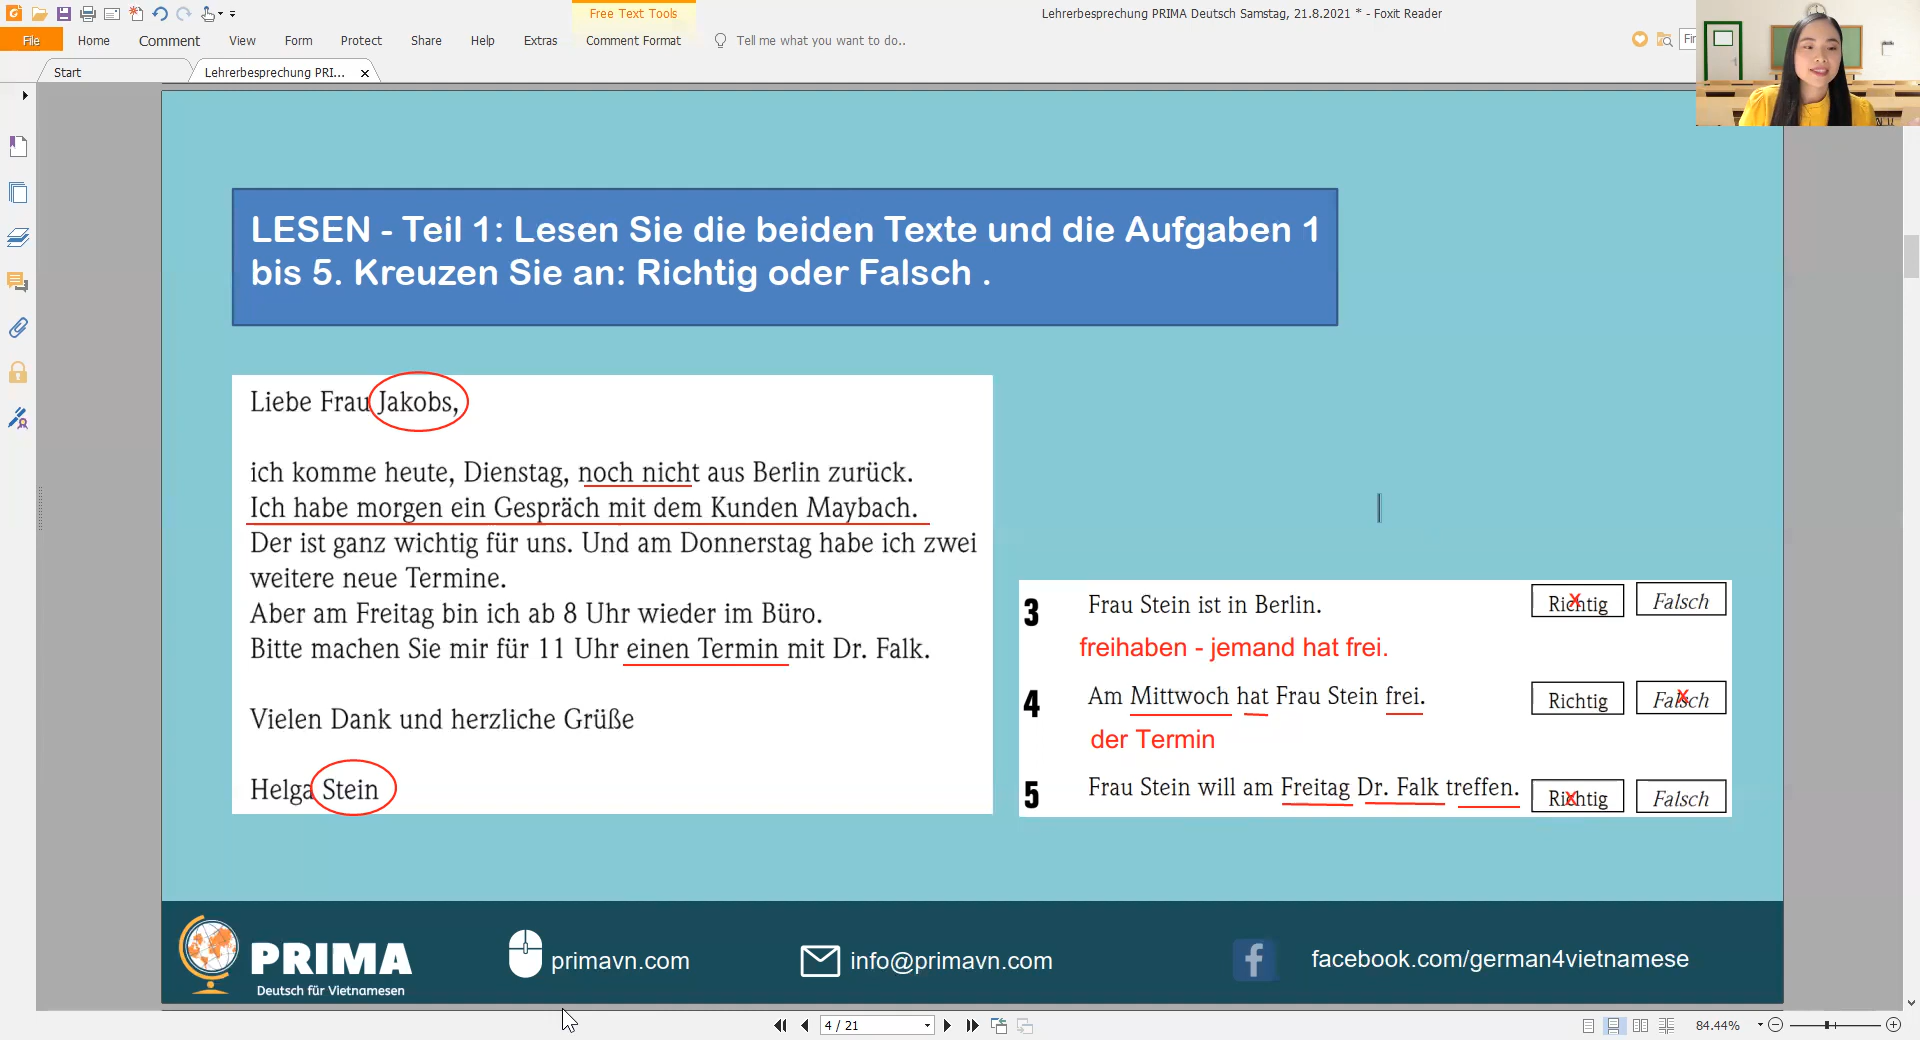 Free Text Tools
Lehrerbesprechung PRIMA Deutsch Samstag, 21.8.2021 * - Foxit Reader
File
Home
Comment
View
Form
Protect
Share
Help
Extras
Comment Format
Tell me what you want to do..
Start
Lehrerbesprechung PRI...
LESEN - Teil 1: Lesen Sie die beiden Texte und die Aufgaben 1
bis 5. Kreuzen Sie an: Richtig oder Falsch .
Liebe Frau Jakobs,
ich komme heute, Dienstag, noch nicht aus Berlin zurück.
Ich habe morgen ein Gespräch mit dem Kunden Maybach.
Der ist ganz wichtig für uns. Und am Donnerstag habe ich zwei
weitere neue Termine.
Aber am Freitag bin ich ab 8 Uhr wieder im Büro.
Bitte machen Sie mir für 11 Uhr einen Termin mit Dr. Falk.
Vielen Dank und herzliche Grüße
Helga Stein
3 Frau Stein ist in Berlin. Richtig x Falsch
freihaben - jemand hat frei.
4 Am Mittwoch hat Frau Stein frei. Richtig Falsch x
der Termin
5 Frau Stein will am Freitag Dr. Falk treffen. Richtig x Falsch
PRIMA
Deutsch für Vietnamesen
primavn.com
info@primavn.com
facebook.com/german4vietnamese
4 / 21
84.44%